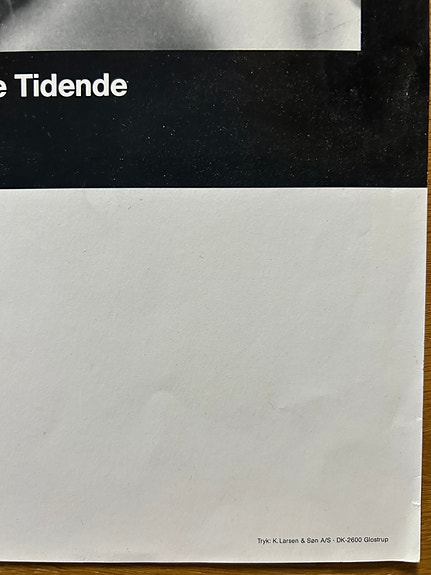 e Tidende
Tryk: K. Larsen & Søn A/S · DK-2600 Glostrup